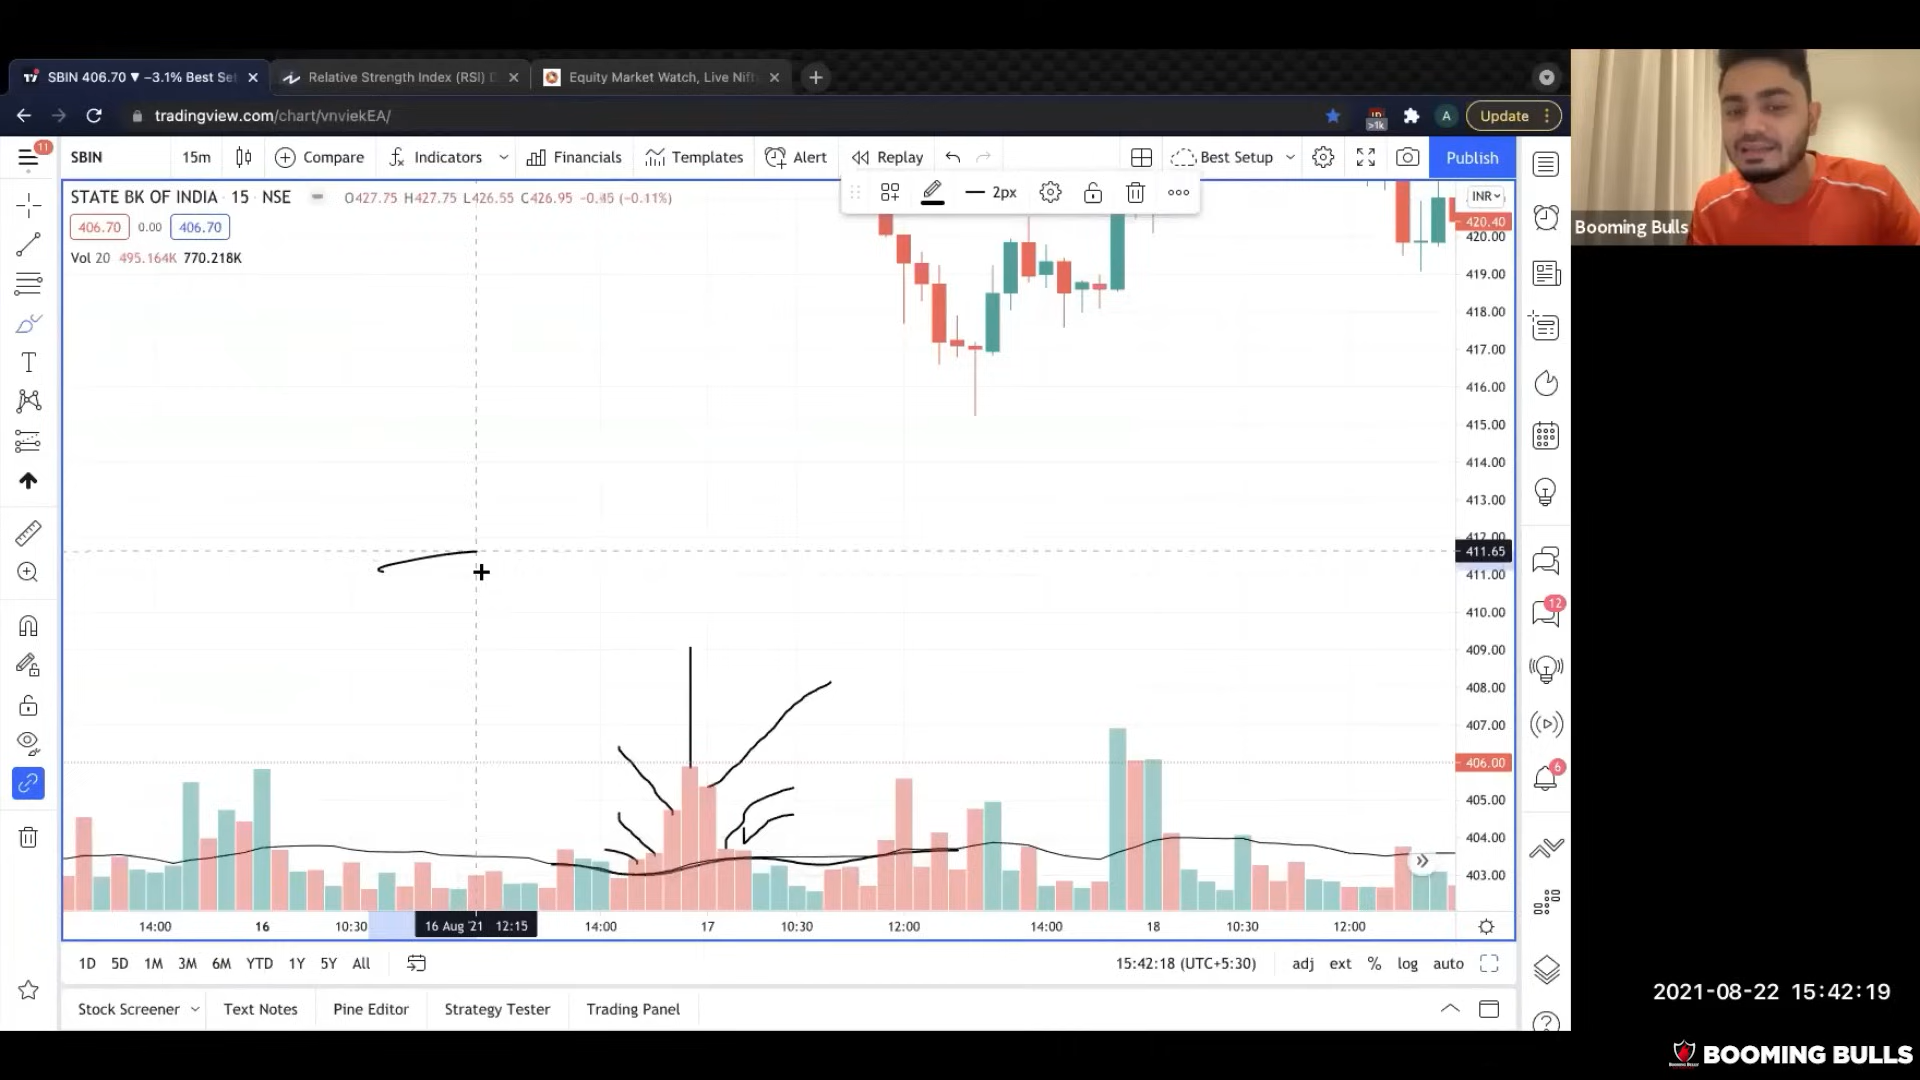 SBIN 406.70 ▼ −3.1% Best Set
Relative Strength Index (RSI) D
Equity Market Watch, Live Nift
tradingview.com/chart/vnviekEA/
>1k
A
Update
11
SBIN
15m
Compare
Indicators
Financials
Templates
Alert
Replay
Best Setup
Publish
2px
STATE BK OF INDIA · 15 · NSE
O427.75 H427.75 L426.55 C426.95 −0.45 (−0.11%)
406.70 0.00 406.70
Vol 20 495.164K 770.218K
INR
420.40
420.00
419.00
418.00
417.00
416.00
415.00
414.00
413.00
412.00
411.65
411.00
410.00
409.00
408.00
407.00
406.00
405.00
404.00
403.00
14:00 16 10:30 16 Aug '21 12:15 14:00 17 10:30 12:00 14:00 18 10:30 12:00
1D 5D 1M 3M 6M YTD 1Y 5Y All
15:42:18 (UTC+5:30) adj ext % log auto
Stock Screener Text Notes Pine Editor Strategy Tester Trading Panel
12
6
Booming Bulls
2021-08-22 15:42:19
BOOMING BULLS